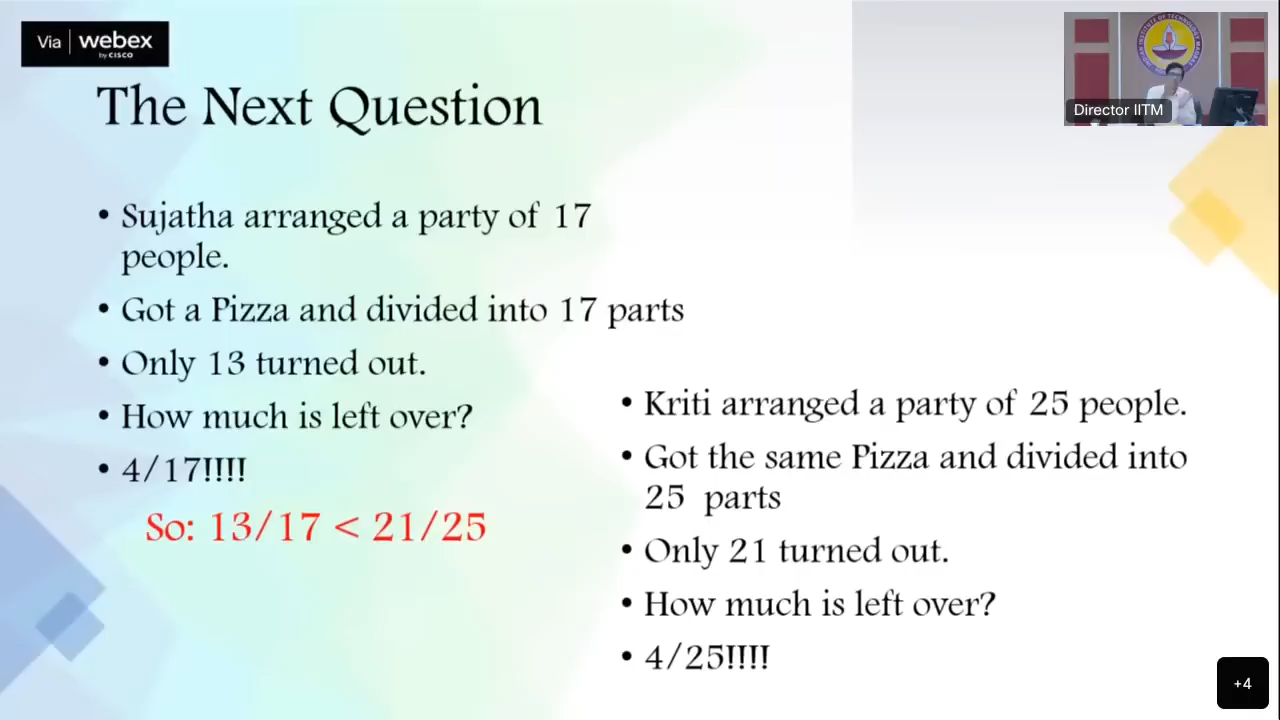 Via webex
by CISCO
Director IITM
The Next Question
• Sujatha arranged a party of 17
people.
• Got a Pizza and divided into 17 parts
• Only 13 turned out.
• How much is left over?
• 4/17!!!!
So: 13/17 < 21/25
• Kriti arranged a party of 25 people.
• Got the same Pizza and divided into
25 parts
• Only 21 turned out.
• How much is left over?
• 4/25!!!!
+4